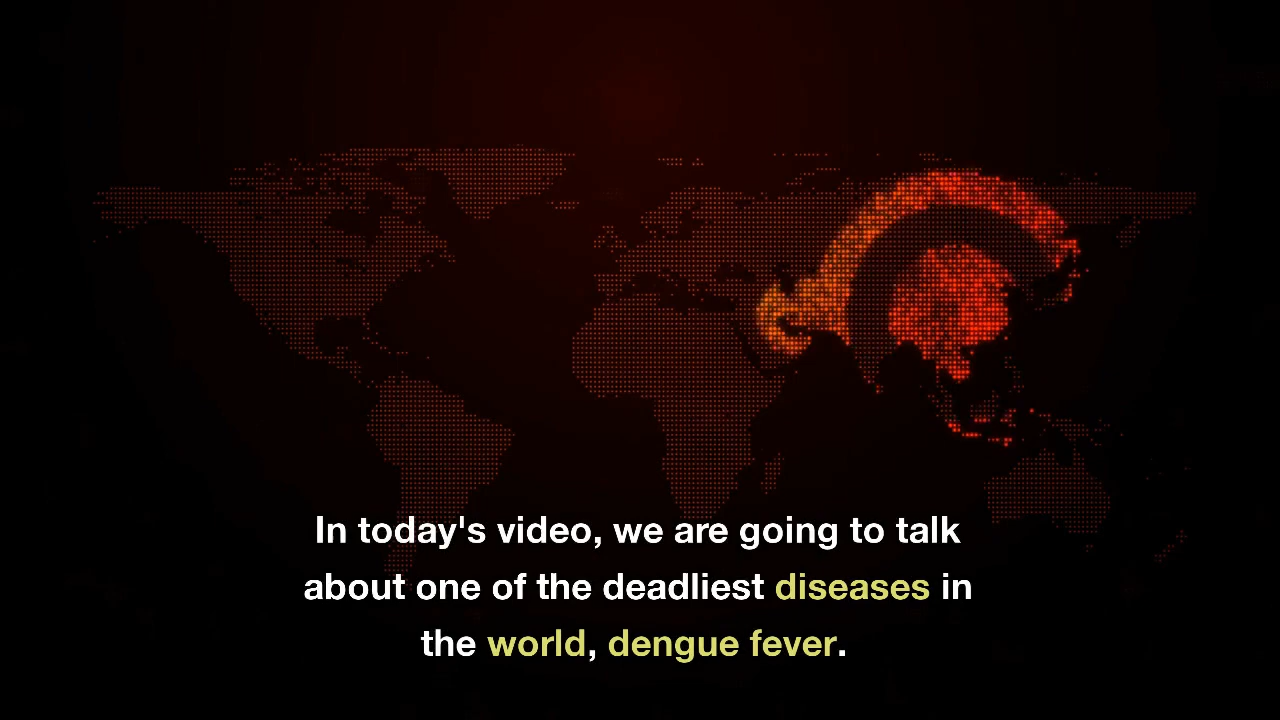 In today's video, we are going to talk
about one of the deadliest diseases in
the world, dengue fever.